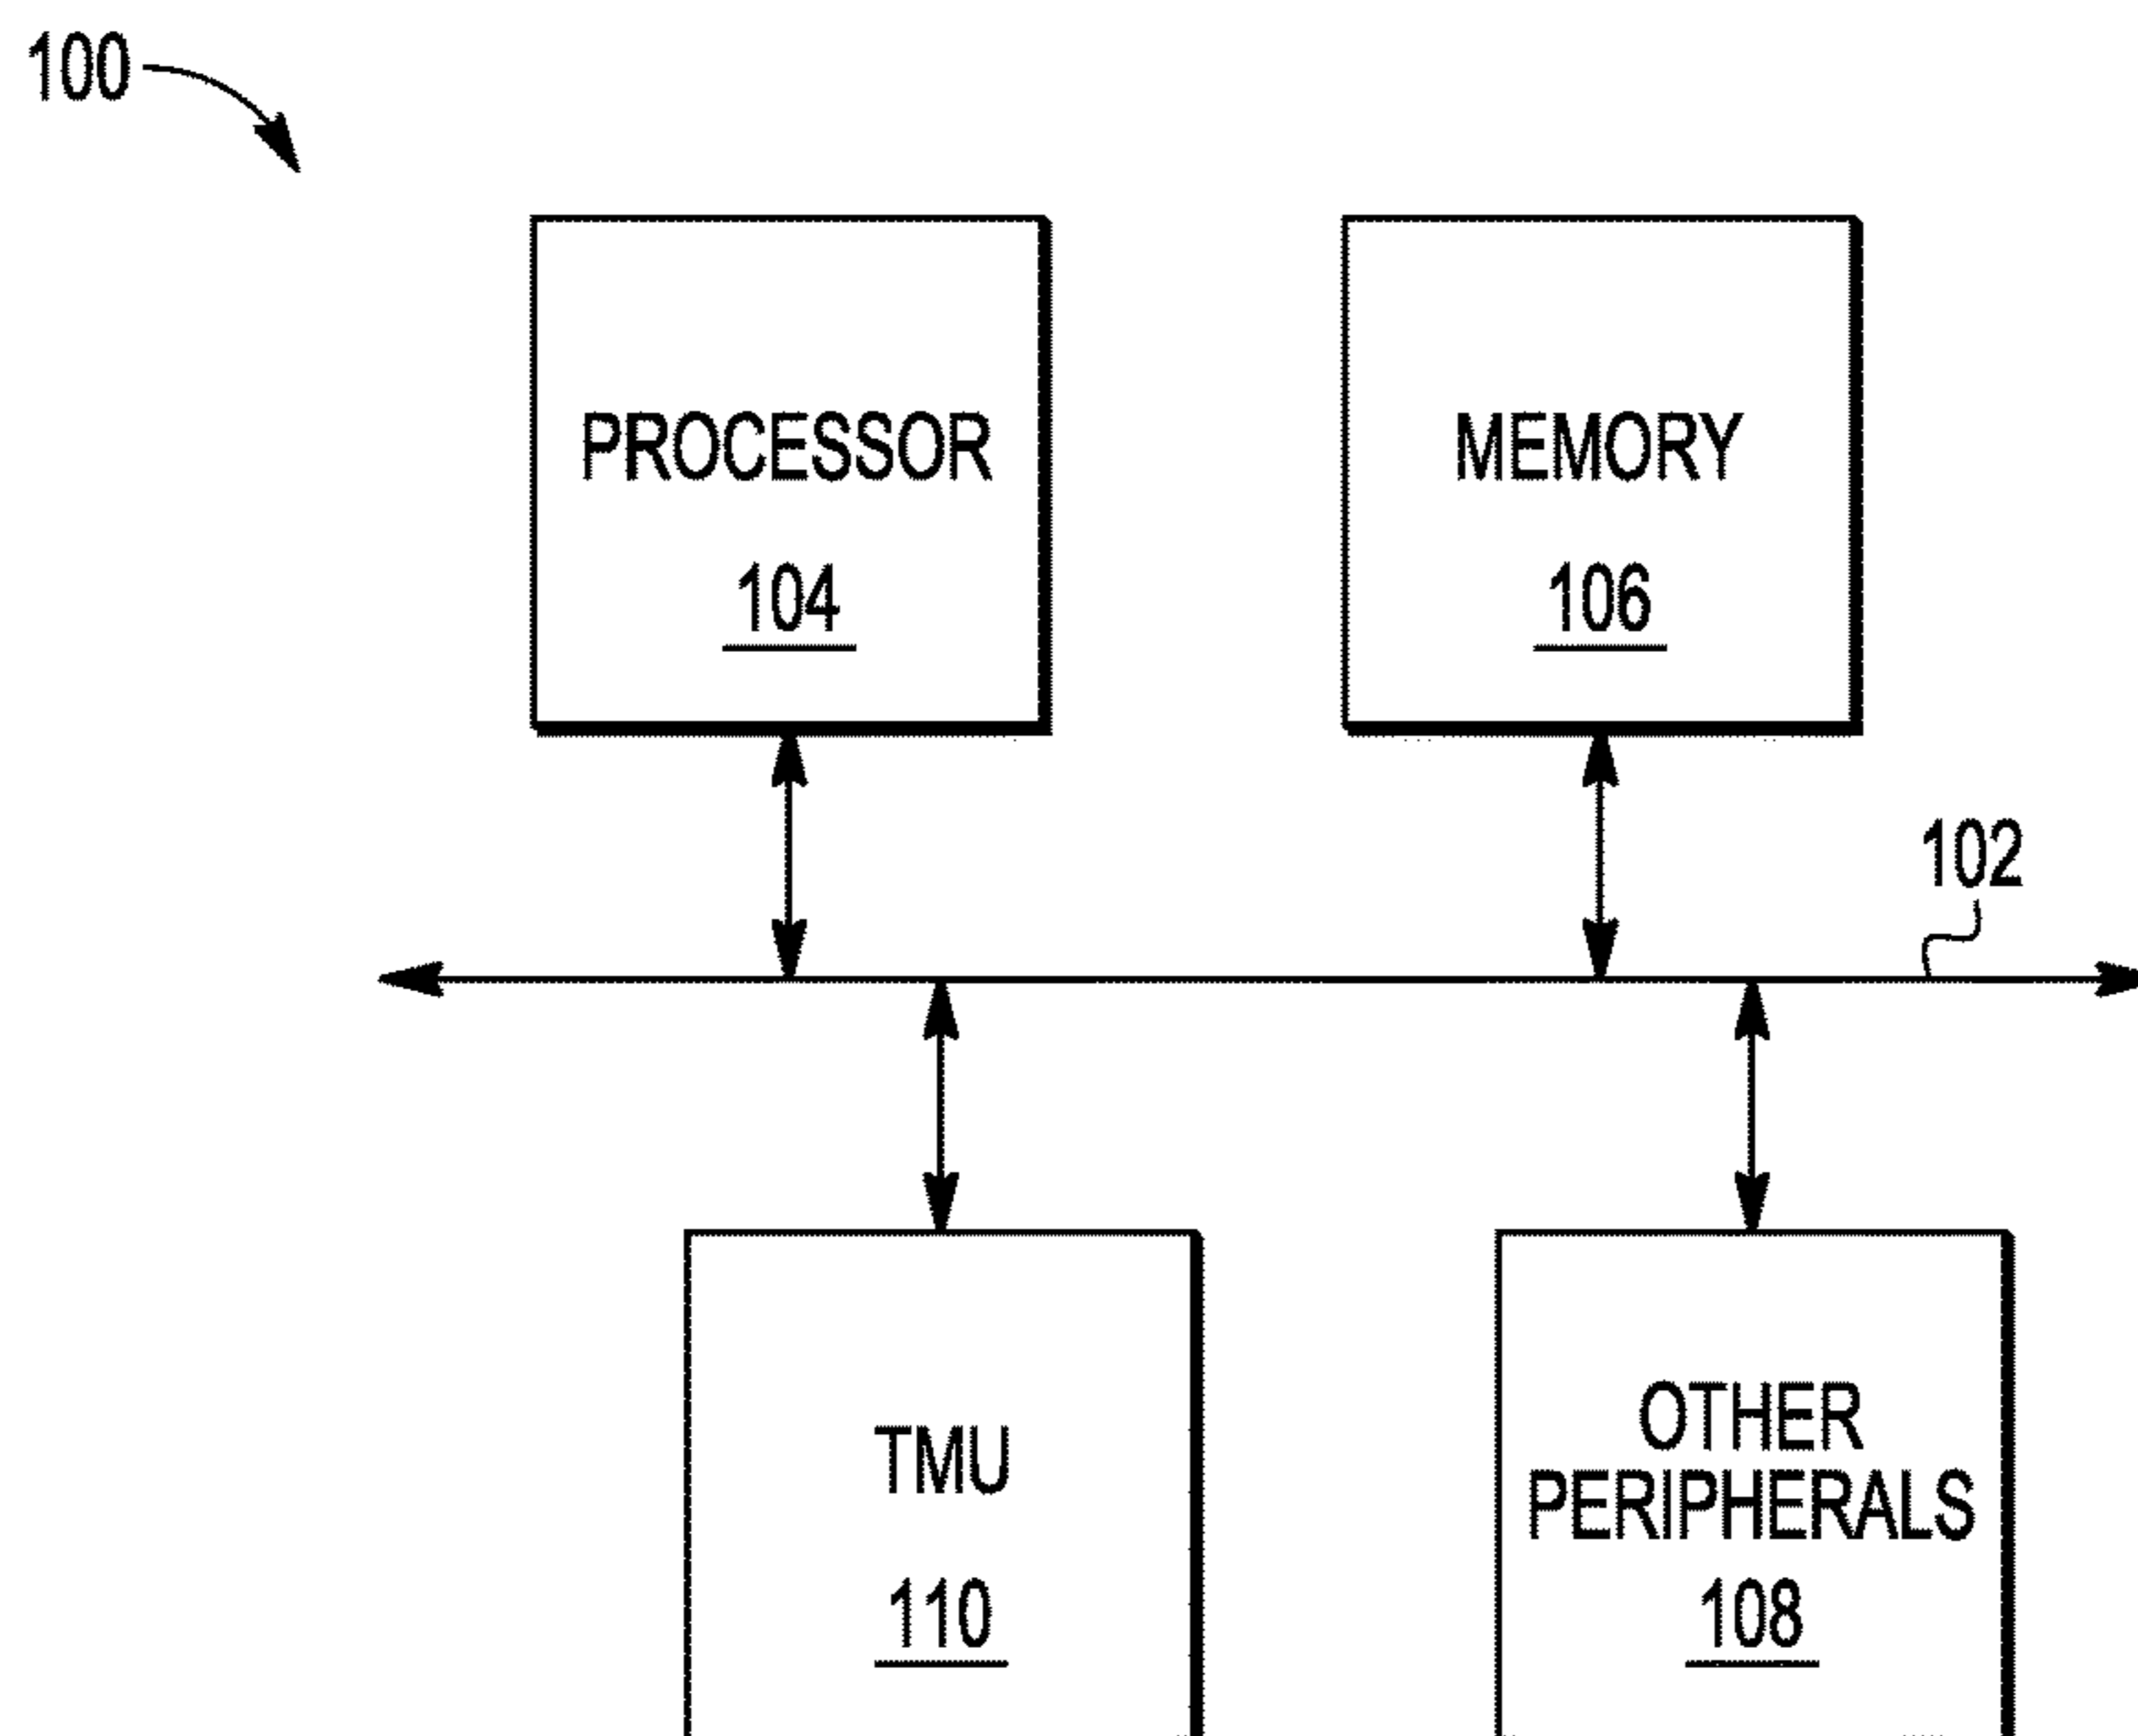 100
PROCESSOR
104
MEMORY
106
102
TMU
110
OTHER
PERIPHERALS
108